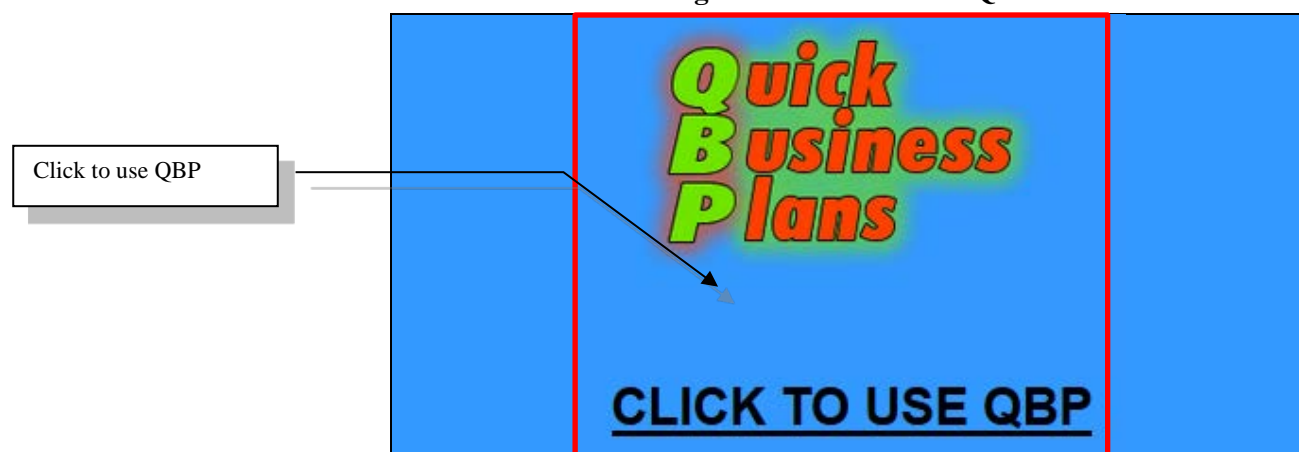 Click to use QBP
Quick
Business
Plans
CLICK TO USE QBP